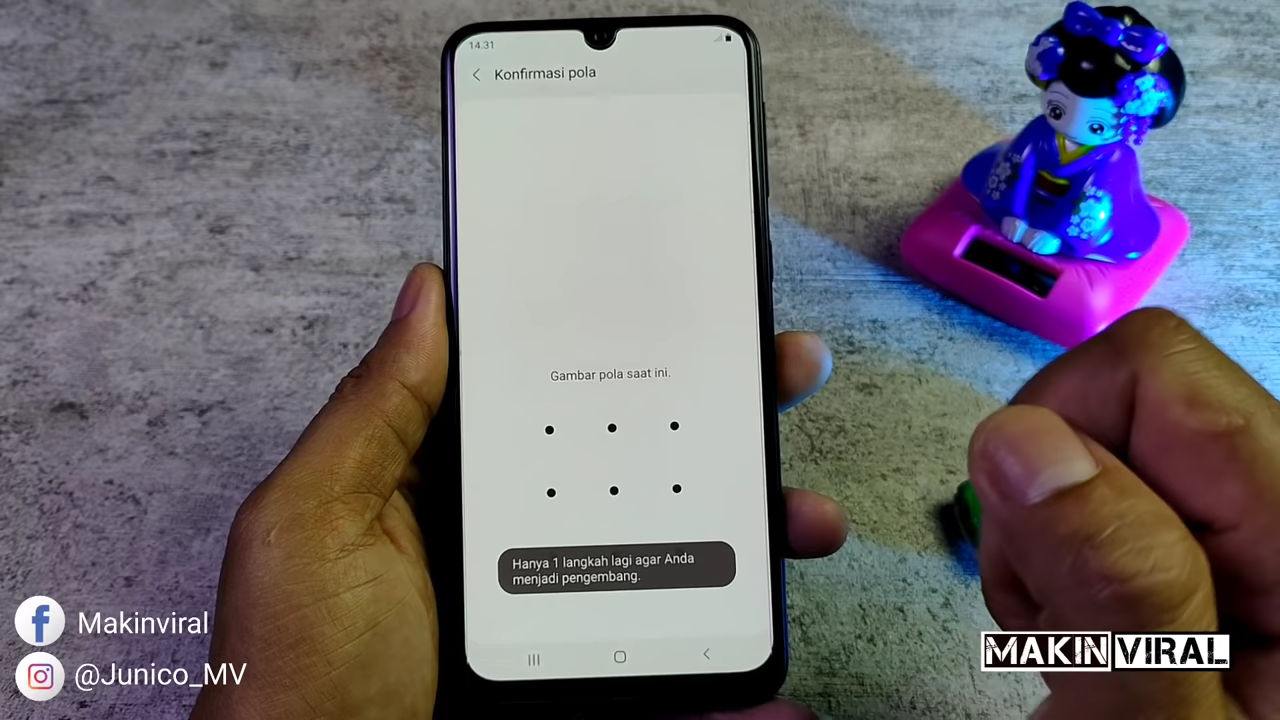 14.31
Konfirmasi pola
Gambar pola saat ini.
Hanya 1 langkah lagi agar Anda
menjadi pengembang.
Makinviral
@Junico_MV
MAKIN VIRAL